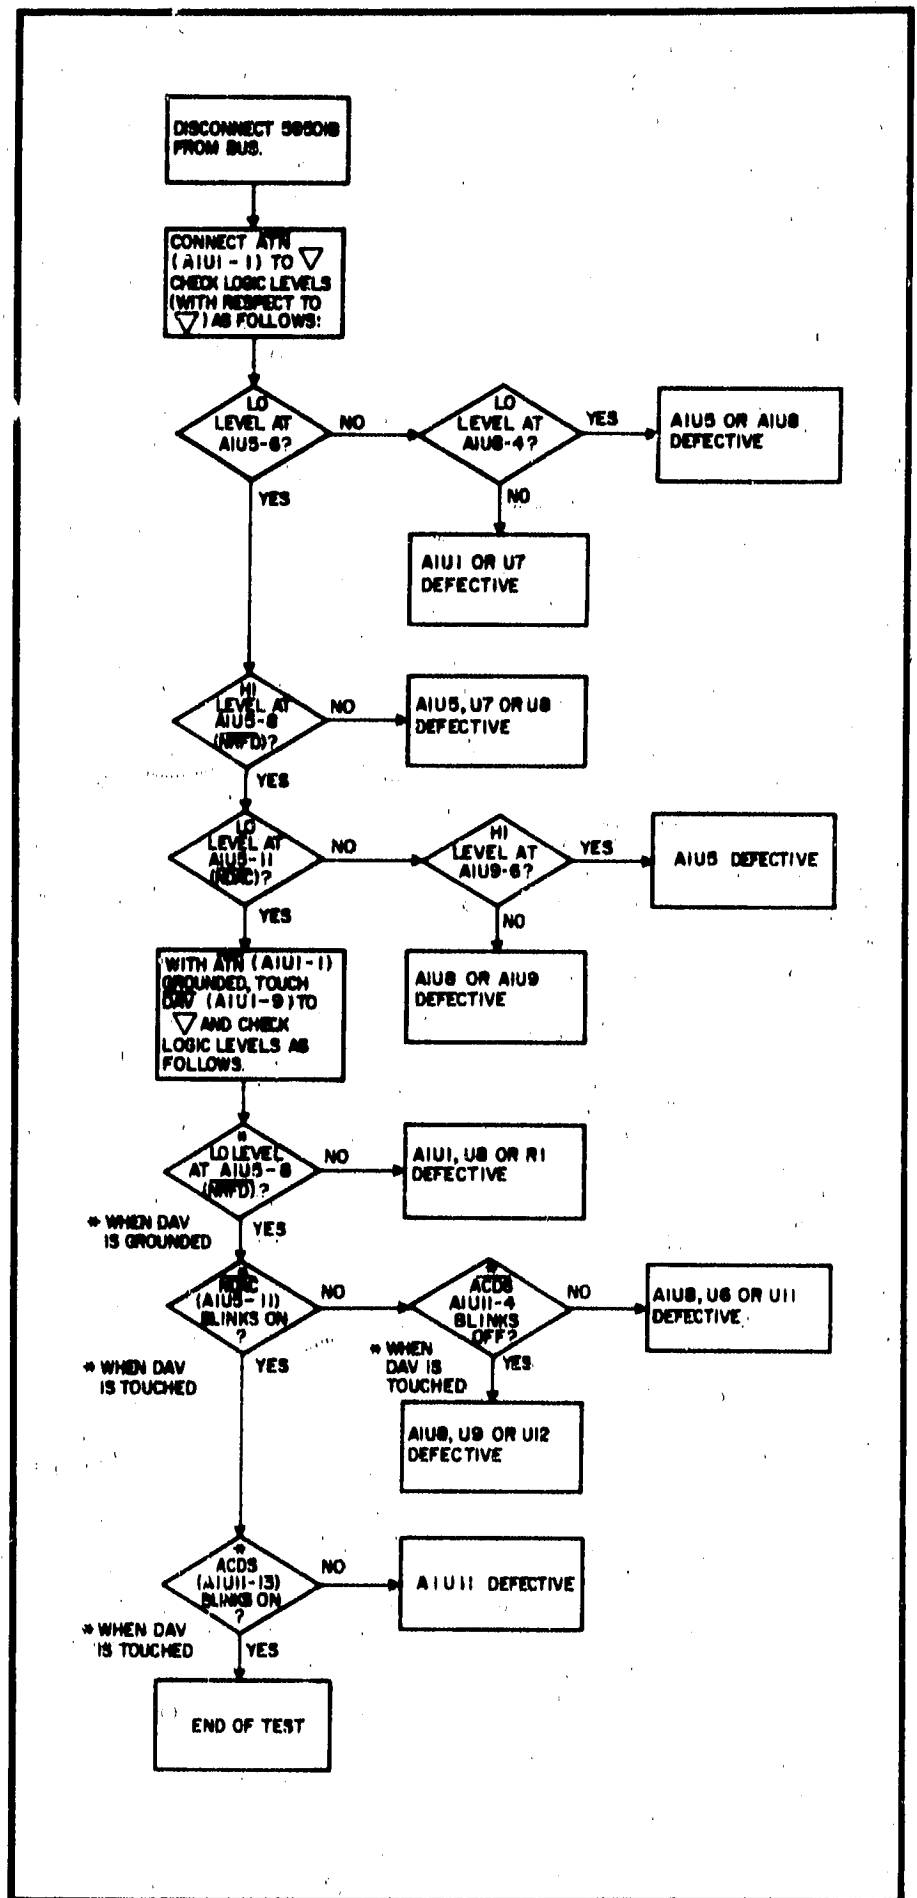 DISCONNECT 59501B
FROM BUS.
CONNECT ATN
(A1U1-1) TO ▽
CHECK LOGIC LEVELS
(WITH RESPECT TO
▽) AS FOLLOWS:
LO
LEVEL AT
A1U5-6?
NO
YES
LO
LEVEL AT
YES
NO
A1U5 OR A1U8
DEFECTIVE
A1U1 OR U7
DEFECTIVE
HI
LEVEL AT
A1U5-8
(NRFD)?
NO
YES
A1U5, U7 OR U8
DEFECTIVE
LO
LEVEL AT
A1U5-11
(NDAC)?
NO
YES
HI
LEVEL AT
A1U9-6?
YES
NO
A1U5 DEFECTIVE
A1U8 OR A1U9
DEFECTIVE
WITH ATN (A1U1-1)
GROUNDED, TOUCH
DAV (A1U1-9) TO
▽ AND CHECK
LOGIC LEVELS AS
FOLLOWS.
*
LO LEVEL
AT A1U5-8
(NRFD)?
NO
YES
* WHEN DAV
IS GROUNDED
A1U1, U8 OR R1
DEFECTIVE
*
NDAC
(A1U5-11)
BLINKS ON
?
NO
YES
* WHEN DAV
IS TOUCHED
*
ACDS
A1U11-4
BLINKS
OFF?
NO
YES
* WHEN
DAV IS
TOUCHED
A1U8, U6 OR U11
DEFECTIVE
A1U8, U9 OR U12
DEFECTIVE
*
ACDS
(A1U11-13)
BLINKS ON
?
NO
YES
* WHEN DAV
IS TOUCHED
A1U11 DEFECTIVE
END OF TEST